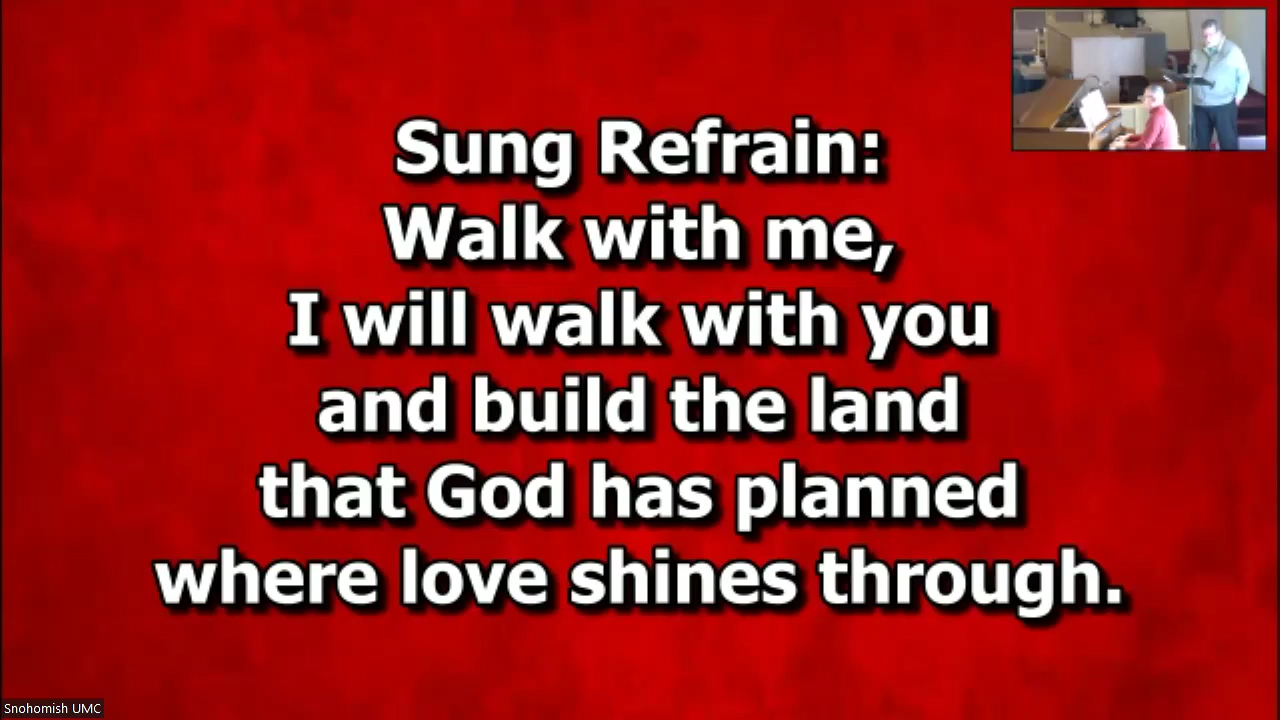 Sung Refrain:
Walk with me,
I will walk with you
and build the land
that God has planned
where love shines through.
Snohomish UMC